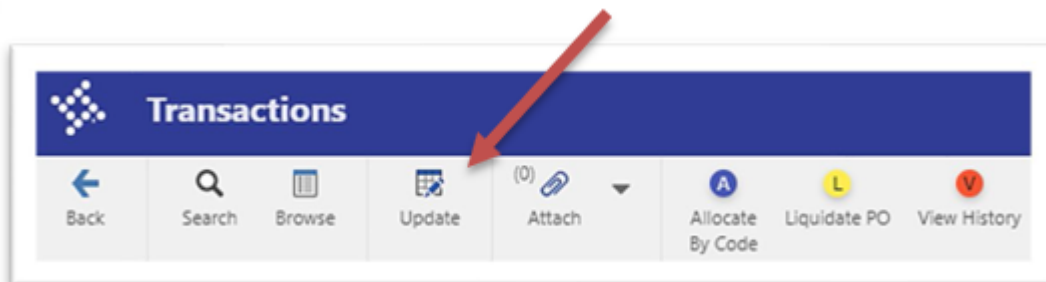 Transactions
Back
Search
Browse
Update
(0)
Attach
A
Allocate
By Code
L
Liquidate PO
V
View History